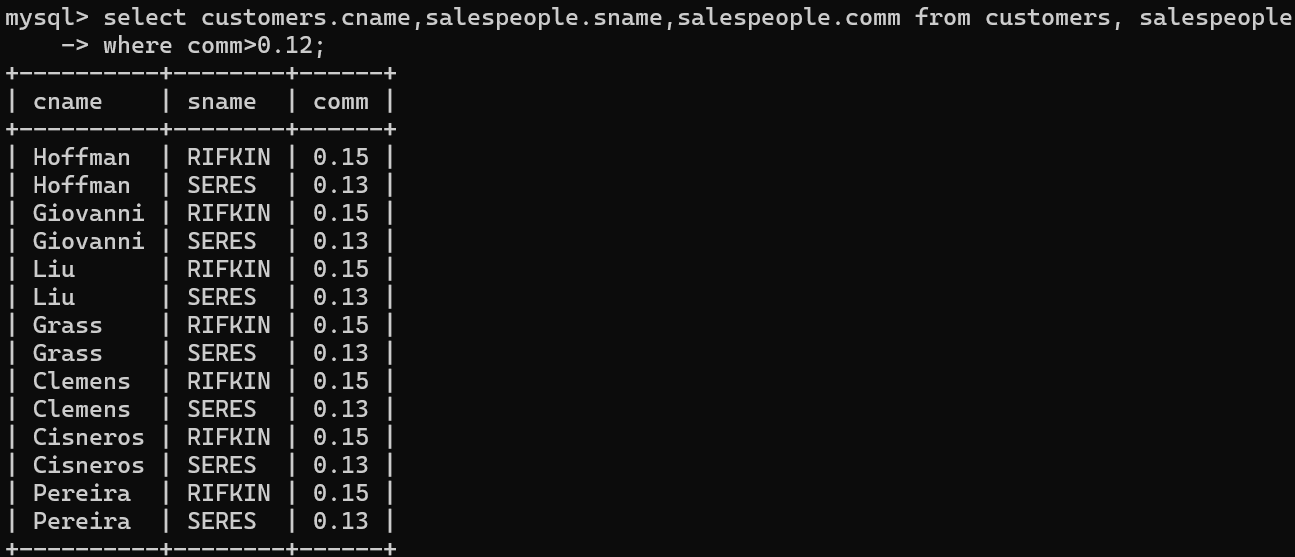 mysql> select customers.cname,salespeople.sname,salespeople.comm from customers, salespeople
    -> where comm>0.12;
+----------+--------+------+
| cname    | sname  | comm |
+----------+--------+------+
| Hoffman  | RIFKIN | 0.15 |
| Hoffman  | SERES  | 0.13 |
| Giovanni | RIFKIN | 0.15 |
| Giovanni | SERES  | 0.13 |
| Liu      | RIFKIN | 0.15 |
| Liu      | SERES  | 0.13 |
| Grass    | RIFKIN | 0.15 |
| Grass    | SERES  | 0.13 |
| Clemens  | RIFKIN | 0.15 |
| Clemens  | SERES  | 0.13 |
| Cisneros | RIFKIN | 0.15 |
| Cisneros | SERES  | 0.13 |
| Pereira  | RIFKIN | 0.15 |
| Pereira  | SERES  | 0.13 |
+----------+--------+------+